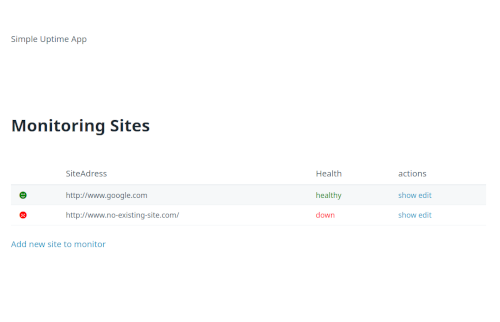 Simple Uptime App
Monitoring Sites
SiteAdress Health actions
http://www.google.com healthy show edit
http://www.no-existing-site.com/ down show edit
Add new site to monitor